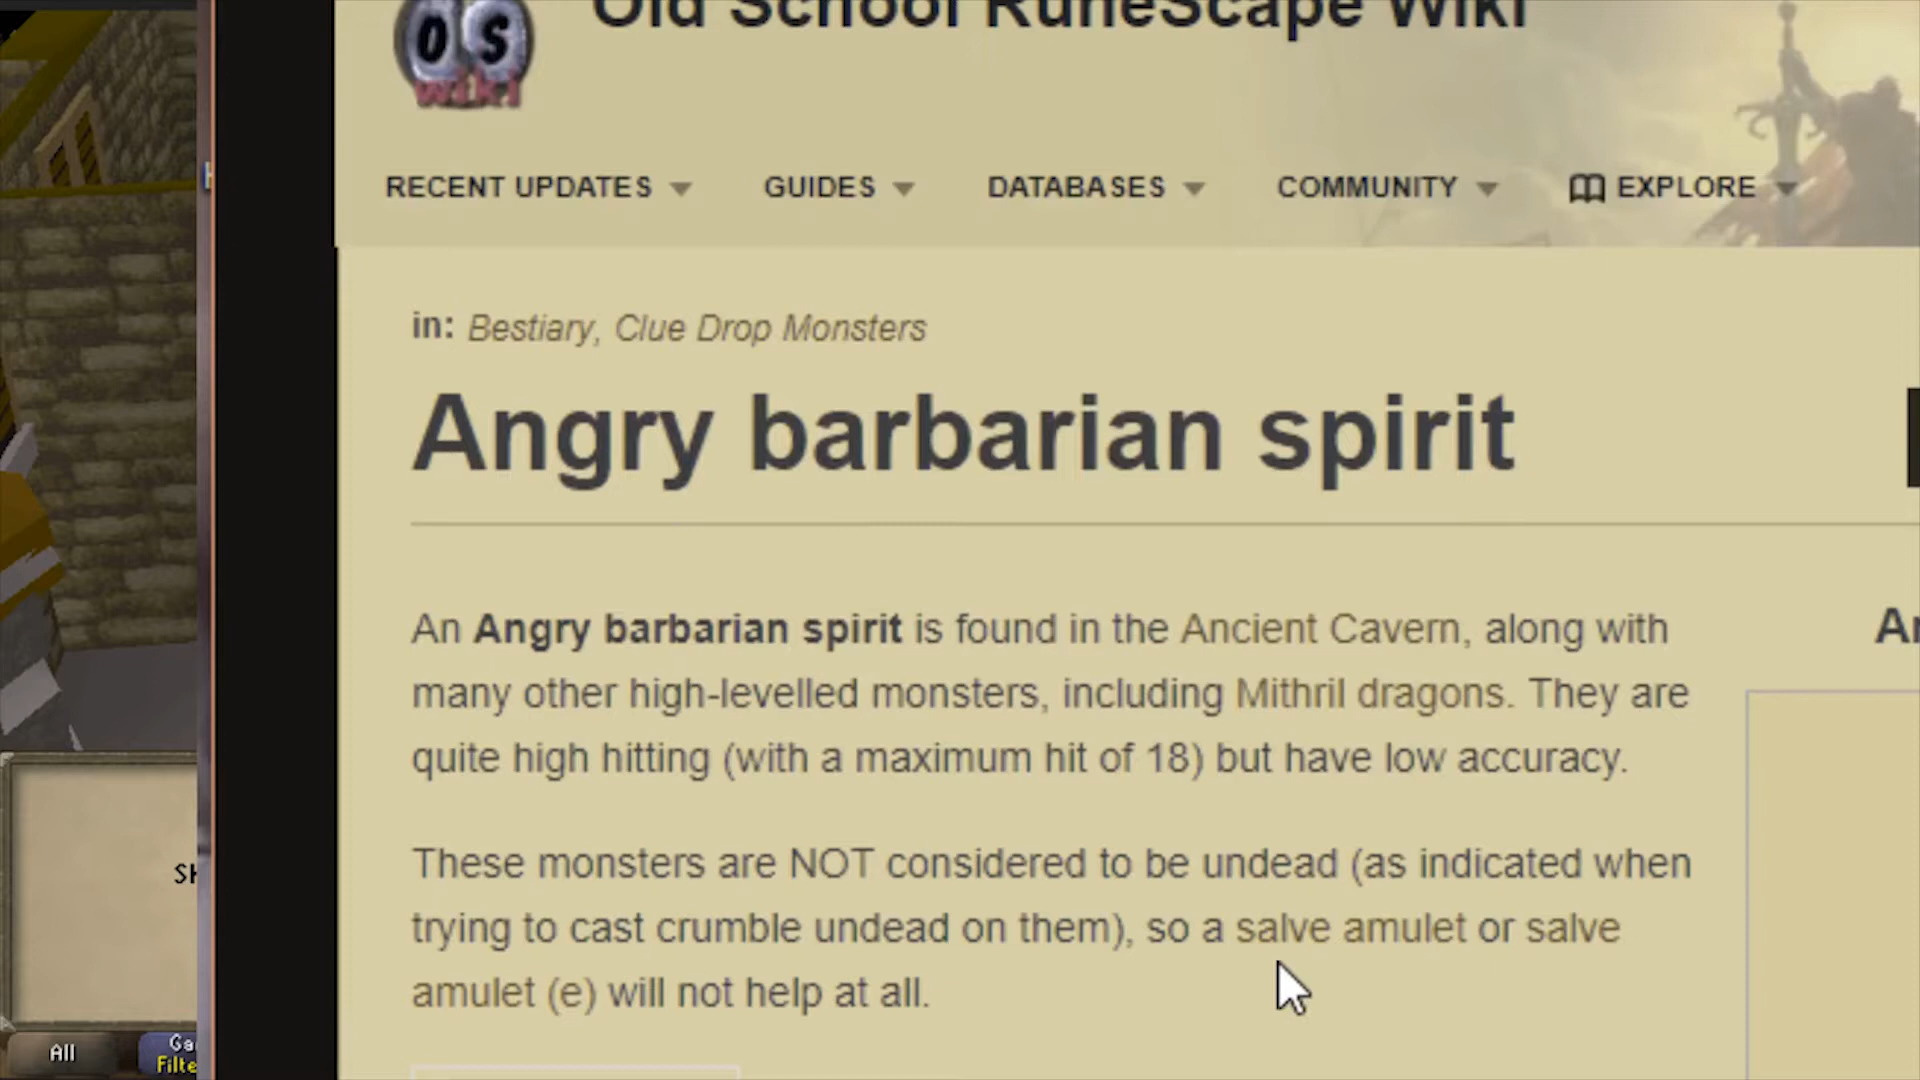 Old School RuneScape Wiki
OS
wiki
RECENT UPDATES
GUIDES
DATABASES
COMMUNITY
EXPLORE
in: Bestiary, Clue Drop Monsters
Angry barbarian spirit
An Angry barbarian spirit is found in the Ancient Cavern, along with
many other high-levelled monsters, including Mithril dragons. They are
quite high hitting (with a maximum hit of 18) but have low accuracy.
These monsters are NOT considered to be undead (as indicated when
trying to cast crumble undead on them), so a salve amulet or salve
amulet (e) will not help at all.
All